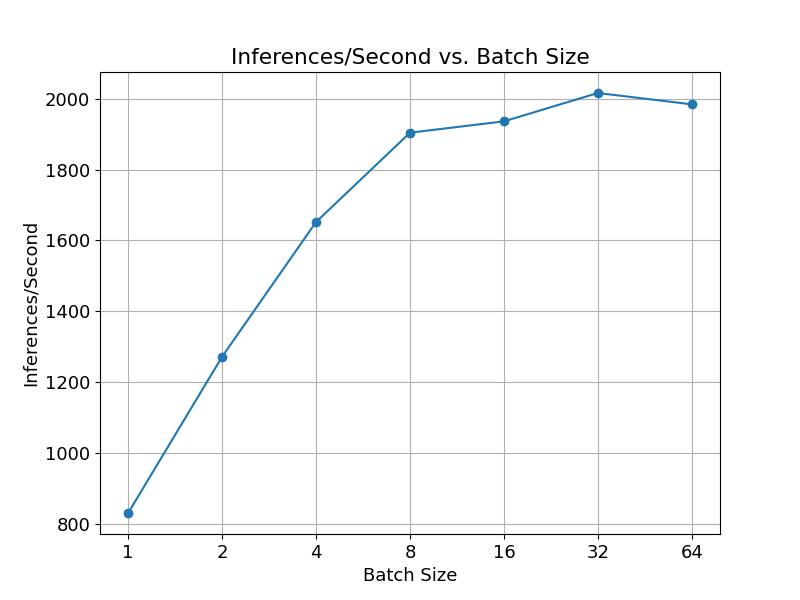 Inferences/Second vs. Batch Size
2000
1800
1600
1400
1200
1000
800
Inferences/Second
1 2 4 8 16 32 64
Batch Size